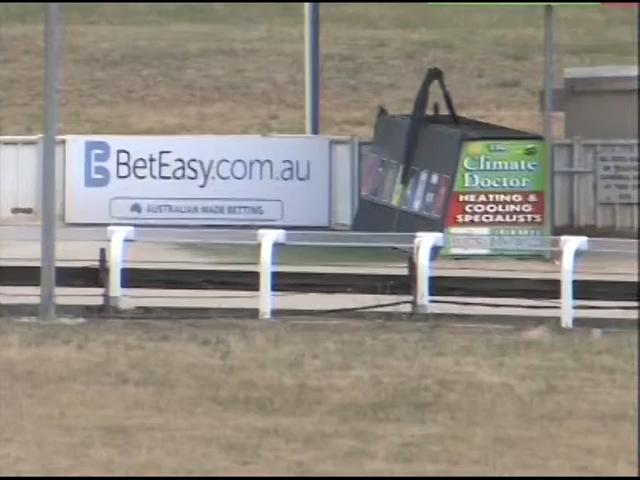 BetEasy.com.au
AUSTRALIAN MADE BETTING
The
Climate
Doctor
HEATING &
COOLING
SPECIALISTS